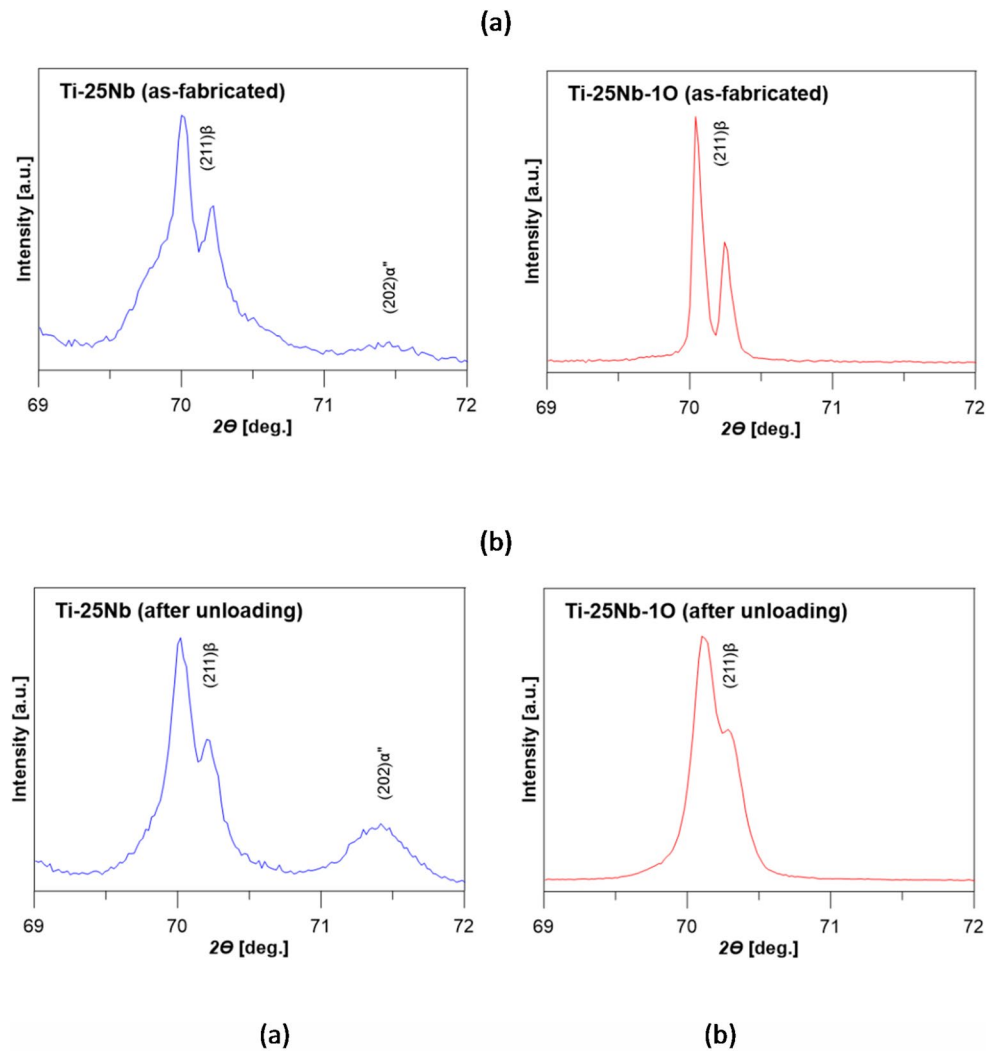 (a)
Ti-25Nb (as-fabricated)
(211)β
(202)α"
Intensity [a.u.]
69 70 71 72
2Θ [deg.]
Ti-25Nb-1O (as-fabricated)
(211)β
Intensity [a.u.]
69 70 71 72
2Θ [deg.]
(b)
Ti-25Nb (after unloading)
(211)β
(202)α"
Intensity [a.u.]
69 70 71 72
2Θ [deg.]
Ti-25Nb-1O (after unloading)
(211)β
Intensity [a.u.]
69 70 71 72
2Θ [deg.]
(a) (b)